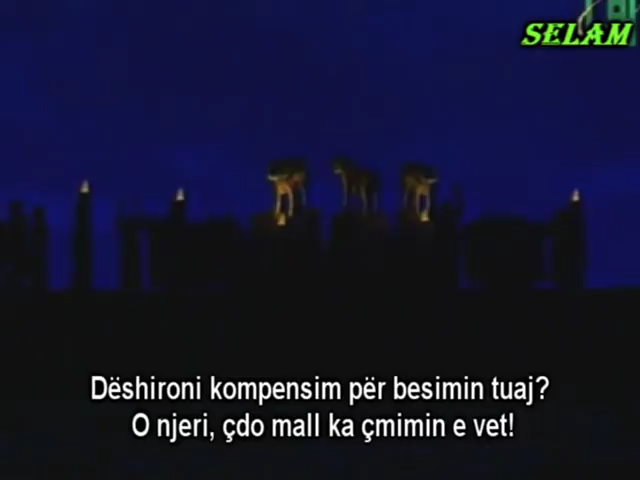 SELAM
Dëshironi kompensim për besimin tuaj?
O njeri, çdo mall ka çmimin e vet!